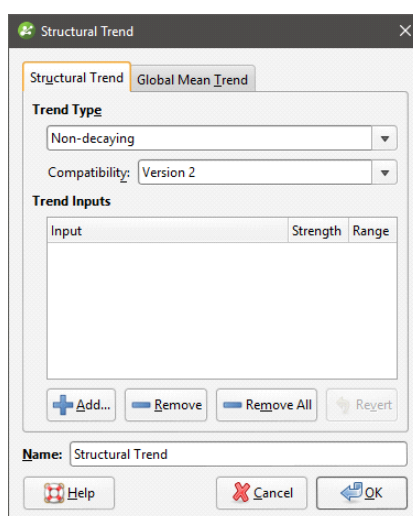 Structural Trend
Structural Trend Global Mean Trend
Trend Type
Non-decaying
Compatibility: Version 2
Trend Inputs
Input Strength Range
Add... Remove Remove All Revert
Name: Structural Trend
Help Cancel OK